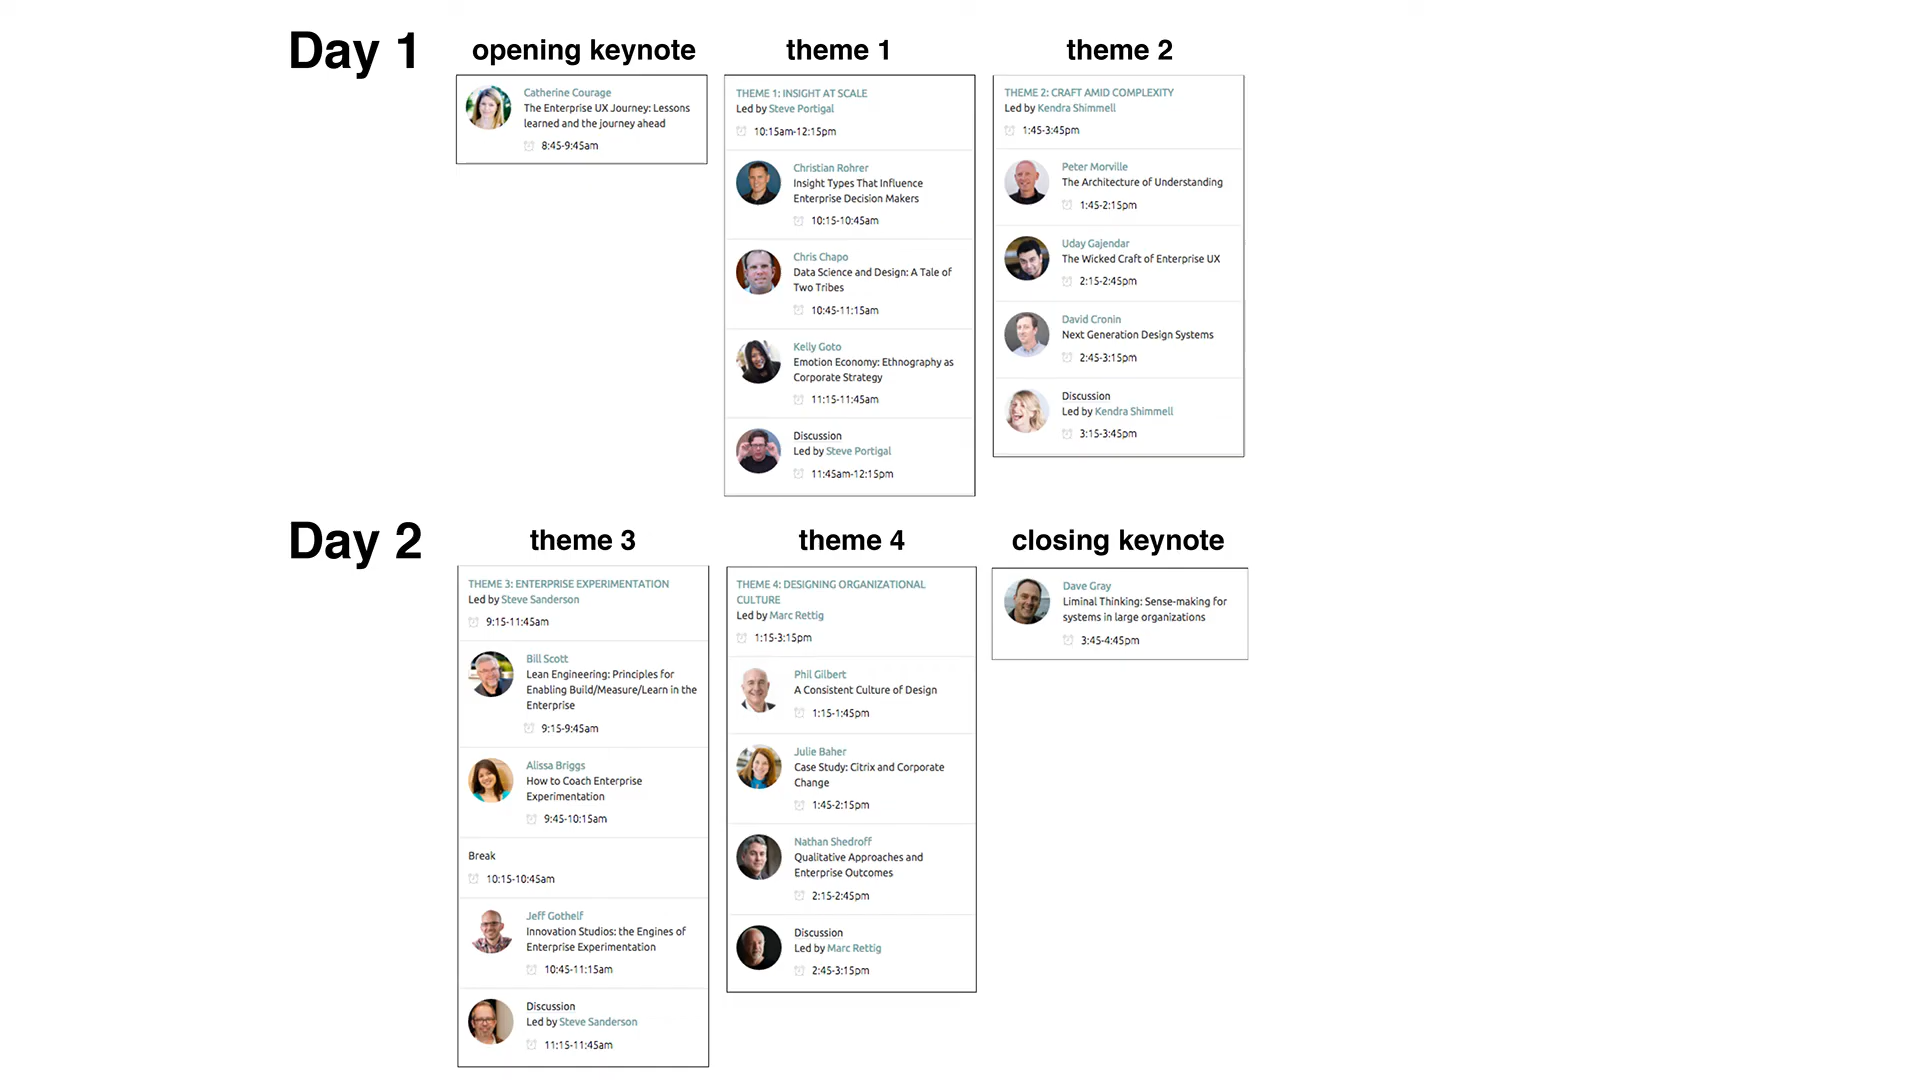 Day 1
opening keynote
Catherine Courage
The Enterprise UX Journey: Lessons
learned and the journey ahead
8:45-9:45am
theme 1
THEME 1: INSIGHT AT SCALE
Led by Steve Portigal
10:15am-12:15pm
Christian Rohrer
Insight Types That Influence
Enterprise Decision Makers
10:15-10:45am
Chris Chapo
Data Science and Design: A Tale of
Two Tribes
10:45-11:15am
Kelly Goto
Emotion Economy: Ethnography as
Corporate Strategy
11:15-11:45am
Discussion
Led by Steve Portigal
11:45am-12:15pm
theme 2
THEME 2: CRAFT AMID COMPLEXITY
Led by Kendra Shimmell
1:45-3:45pm
Peter Morville
The Architecture of Understanding
1:45-2:15pm
Uday Gajendar
The Wicked Craft of Enterprise UX
2:15-2:45pm
David Cronin
Next Generation Design Systems
2:45-3:15pm
Discussion
Led by Kendra Shimmell
3:15-3:45pm
Day 2
theme 3
THEME 3: ENTERPRISE EXPERIMENTATION
Led by Steve Sanderson
9:15-11:45am
Bill Scott
Lean Engineering: Principles for
Enabling Build/Measure/Learn in the
Enterprise
9:15-9:45am
Alissa Briggs
How to Coach Enterprise
Experimentation
9:45-10:15am
Break
10:15-10:45am
Jeff Gothelf
Innovation Studios: the Engines of
Enterprise Experimentation
10:45-11:15am
Discussion
Led by Steve Sanderson
11:15-11:45am
theme 4
THEME 4: DESIGNING ORGANIZATIONAL
CULTURE
Led by Marc Rettig
1:15-3:15pm
Phil Gilbert
A Consistent Culture of Design
1:15-1:45pm
Julie Baher
Case Study: Citrix and Corporate
Change
1:45-2:15pm
Nathan Shedroff
Qualitative Approaches and
Enterprise Outcomes
2:15-2:45pm
Discussion
Led by Marc Rettig
2:45-3:15pm
closing keynote
Dave Gray
Liminal Thinking: Sense-making for
systems in large organizations
3:45-4:45pm